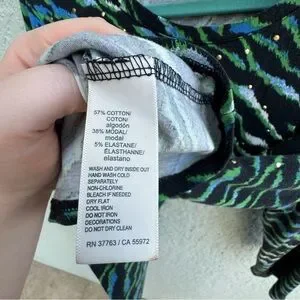 57% COTTON/
COTON/
algodón
38% MODAL/
modal
5% ELASTANE/
ÉLASTHANNE/
elastano
WASH AND DRY INSIDE OUT
HAND WASH COLD
SEPARATELY
NON-CHLORINE
BLEACH IF NEEDED
DRY FLAT
COOL IRON
DO NOT IRON
DECORATIONS
DO NOT DRY CLEAN
RN 37763 / CA 55972